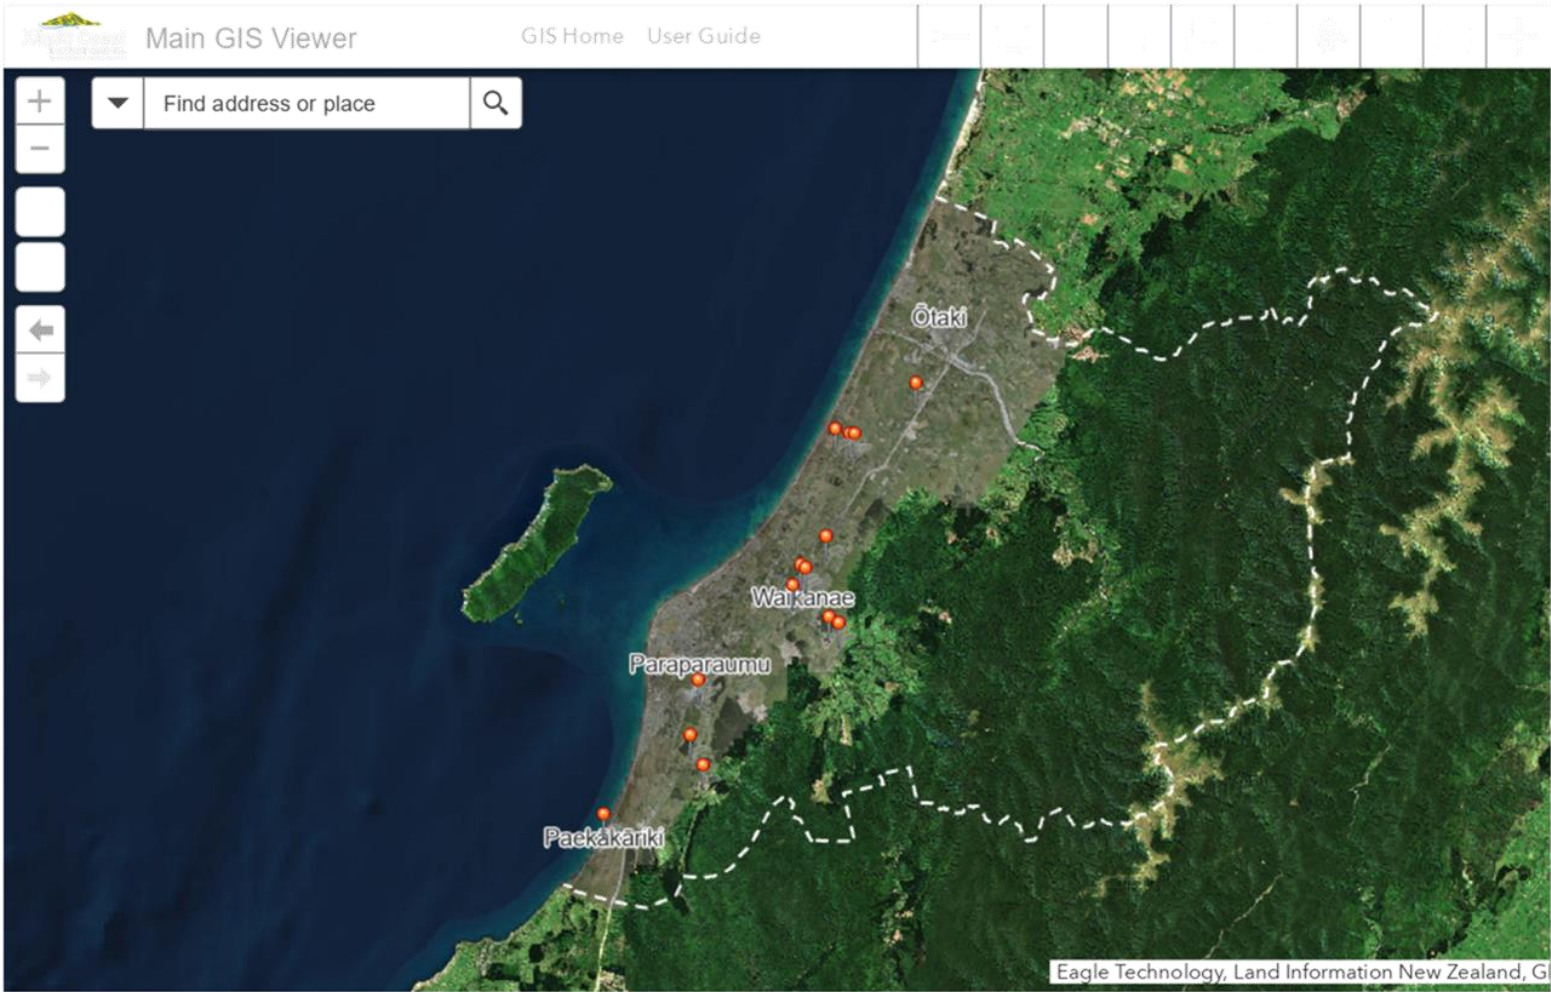 Main GIS Viewer
GIS Home
User Guide
Find address or place
Ōtaki
Waikanae
Paraparaumu
Paekākāriki
Eagle Technology, Land Information New Zealand, G